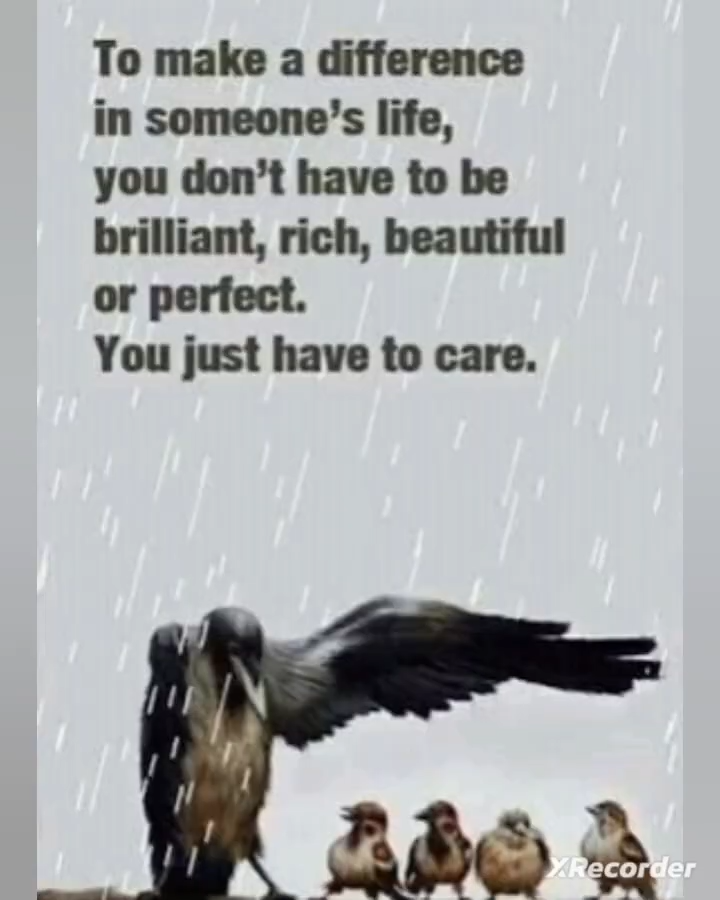 To make a difference
in someone's life,
you don't have to be
brilliant, rich, beautiful
or perfect.
You just have to care.
XRecorder